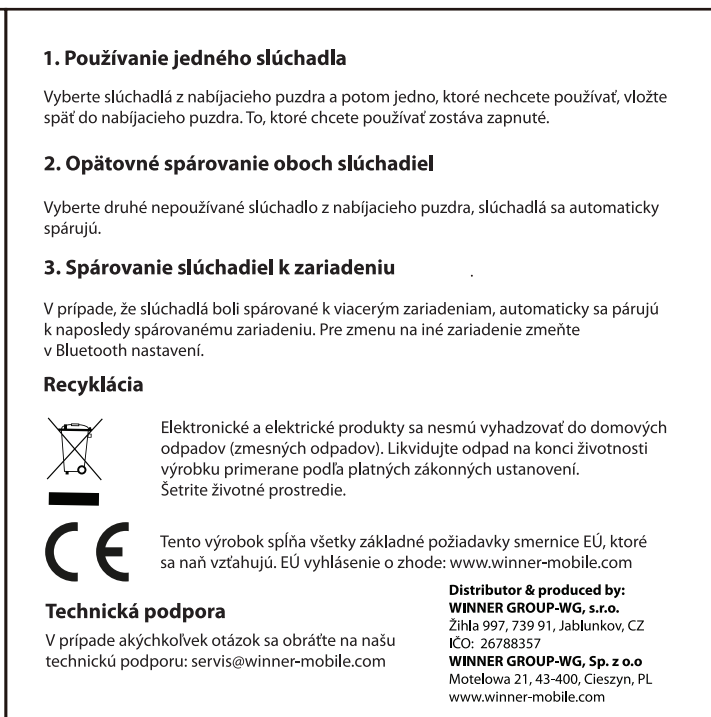 1. Používanie jedného slúchadla
Vyberte slúchadlá z nabíjacieho puzdra a potom jedno, ktoré nechcete používať, vložte
späť do nabíjacieho puzdra. To, ktoré chcete používať zostáva zapnuté.
2. Opätovné spárovanie oboch slúchadiel
Vyberte druhé nepoužívané slúchadlo z nabíjacieho puzdra, slúchadlá sa automaticky
spárujú.
3. Spárovanie slúchadiel k zariadeniu
V prípade, že slúchadlá boli spárované k viacerým zariadeniam, automaticky sa párujú
k naposledy spárovanému zariadeniu. Pre zmenu na iné zariadenie zmeňte
v Bluetooth nastavení.
Recyklácia
Elektronické a elektrické produkty sa nesmú vyhadzovať do domových
odpadov (zmesných odpadov). Likvidujte odpad na konci životnosti
výrobku primerane podľa platných zákonných ustanovení.
Šetrite životné prostredie.
CE
Tento výrobok spĺňa všetky základné požiadavky smernice EÚ, ktoré
sa naň vzťahujú. EÚ vyhlásenie o zhode: www.winner-mobile.com
Technická podpora
V prípade akýchkoľvek otázok sa obráťte na našu
technickú podporu: servis@winner-mobile.com
Distributor & produced by:
WINNER GROUP-WG, s.r.o.
Žihla 997, 739 91, Jablunkov, CZ
IČO: 26788357
WINNER GROUP-WG, Sp. z o.o
Motelowa 21, 43-400, Cieszyn, PL
www.winner-mobile.com